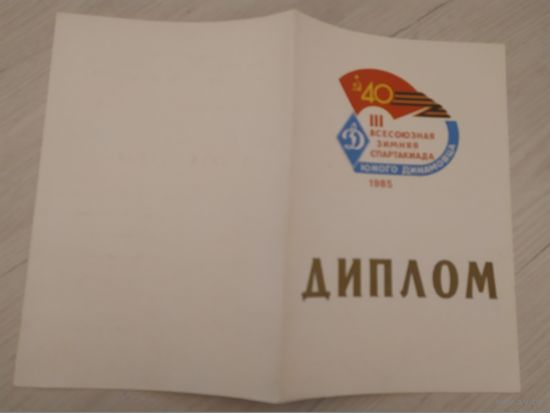 40
III
ВСЕСОЮЗНАЯ
ЗИМНЯЯ
СПАРТАКИАДА
ЮНОГО ДИНАМОВЦА
Д
1985
ДИПЛОМ